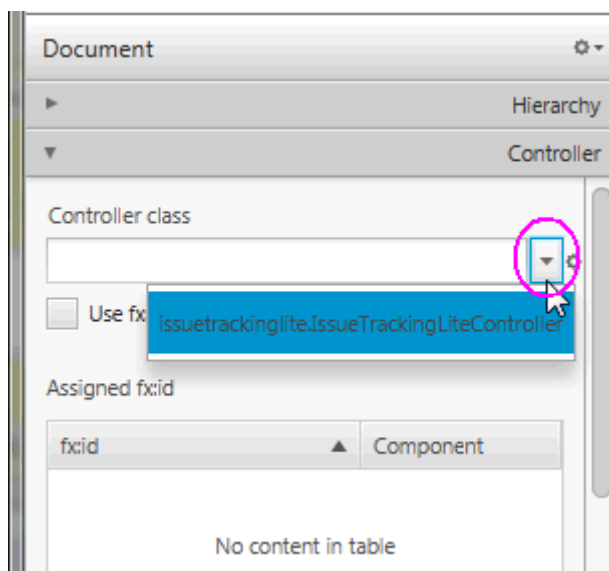 Document
Hierarchy
Controller
Controller class
Use fx
issuetrackinglite.IssueTrackingLiteController
Assigned fx:id
fx:id
Component
No content in table